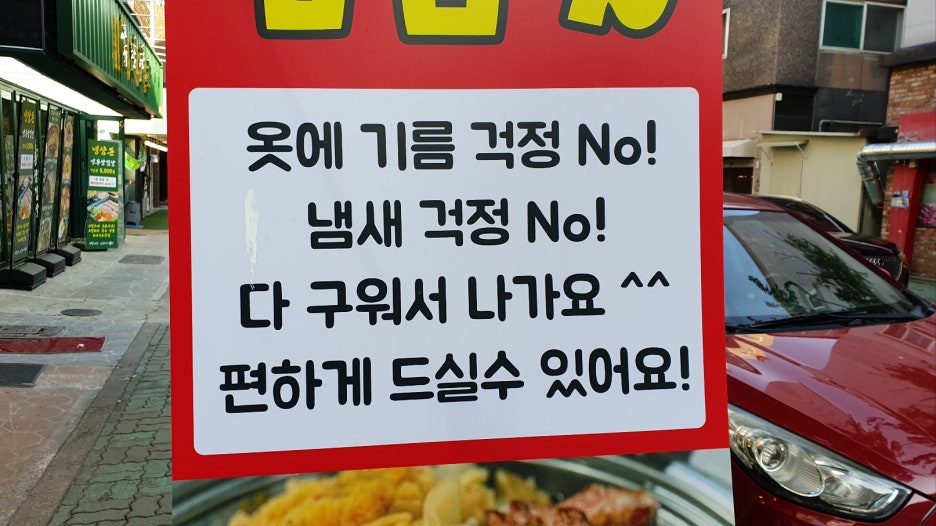 옷에 기름 걱정 No!
냄새 걱정 No!
다 구워서 나가요 ^^
편하게 드실수 있어요!